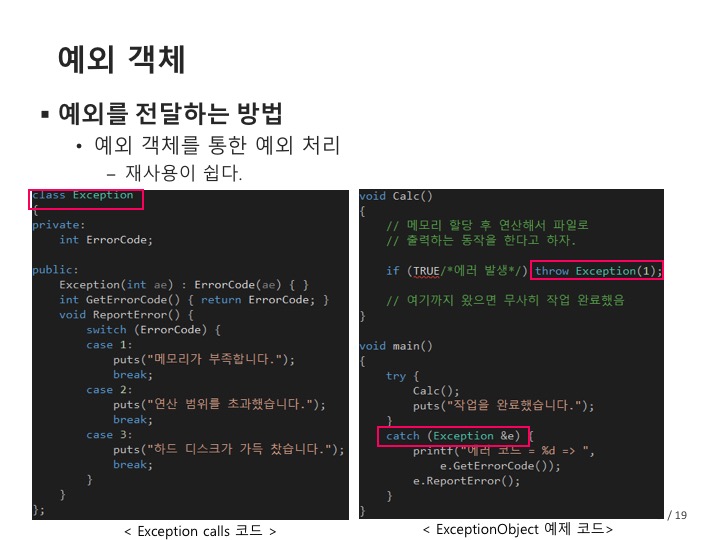 예외 객체
▪ 예외를 전달하는 방법
• 예외 객체를 통한 예외 처리
– 재사용이 쉽다.
class Exception
{
private:
    int ErrorCode;

public:
    Exception(int ae) : ErrorCode(ae) { }
    int GetErrorCode() { return ErrorCode; }
    void ReportError() {
        switch (ErrorCode) {
        case 1:
            puts("메모리가 부족합니다.");
            break;
        case 2:
            puts("연산 범위를 초과했습니다.");
            break;
        case 3:
            puts("하드 디스크가 가득 찼습니다.");
            break;
        }
    }
};
< Exception calls 코드 >
void Calc()
{
    // 메모리 할당 후 연산해서 파일로
    // 출력하는 동작을 한다고 하자.

    if (TRUE/*에러 발생*/) throw Exception(1);

    // 여기까지 왔으면 무사히 작업 완료했음
}

void main()
{
    try {
        Calc();
        puts("작업을 완료했습니다.");
    }
    catch (Exception &e) {
        printf("에러 코드 = %d => ",
            e.GetErrorCode());
        e.ReportError();
    }
}
< ExceptionObject 예제 코드>
/ 19